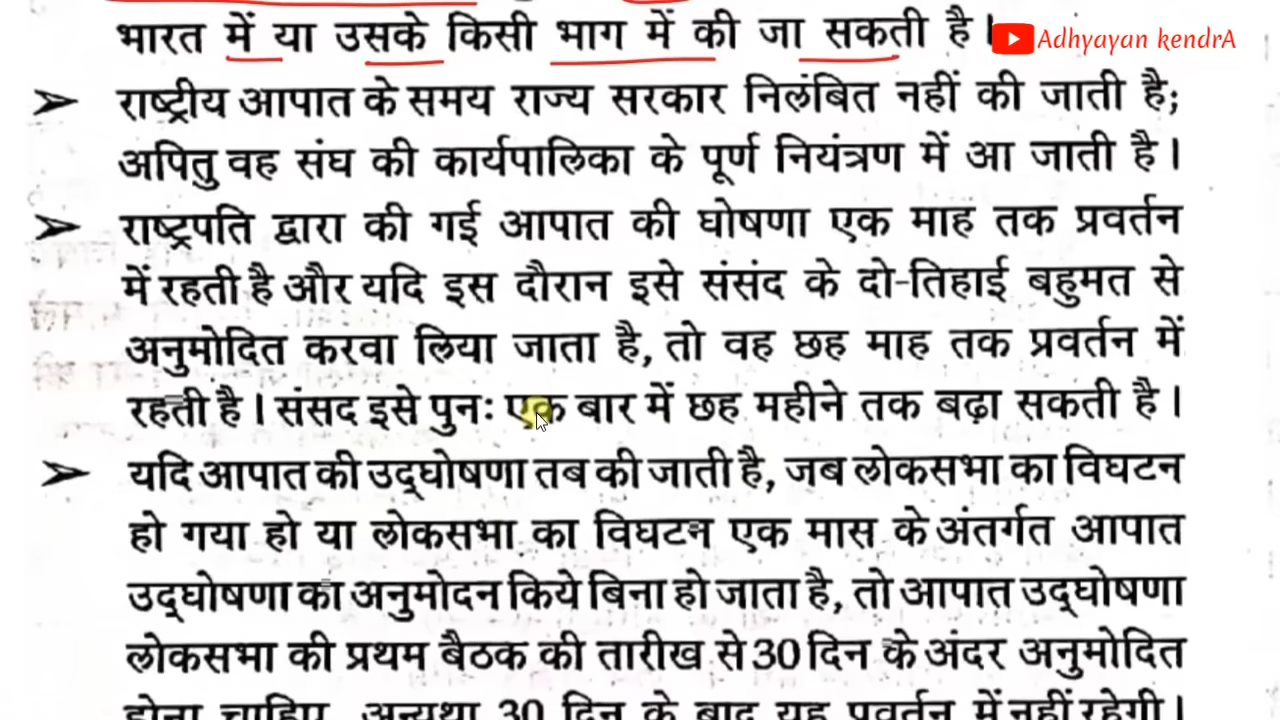 भारत में या उसके किसी भाग में की जा सकती है।
Adhyayan kendrA
➢ राष्ट्रीय आपात के समय राज्य सरकार निलंबित नहीं की जाती है;
अपितु वह संघ की कार्यपालिका के पूर्ण नियंत्रण में आ जाती है।
➢ राष्ट्रपति द्वारा की गई आपात की घोषणा एक माह तक प्रवर्तन
में रहती है और यदि इस दौरान इसे संसंद के दो-तिहाई बहुमत से
अनुमोदित करवा लिया जाता है, तो वह छह माह तक प्रवर्तन में
रहती है। संसद इसे पुनः एक बार में छह महीने तक बढ़ा सकती है।
➢ यदि आपात की उद्घोषणा तब की जाती है, जब लोकसभा का विघटन
हो गया हो या लोकसभा का विघटन एक मास के अंतर्गत आपात
उद्घोषणा का अनुमोदन किये बिना हो जाता है, तो आपात उद्घोषणा
लोकसभा की प्रथम बैठक की तारीख से 30 दिन के अंदर अनुमोदित
होना चाहिए, अन्यथा 30 दिन के बाद यह प्रवर्तन में नहीं रहेगी।